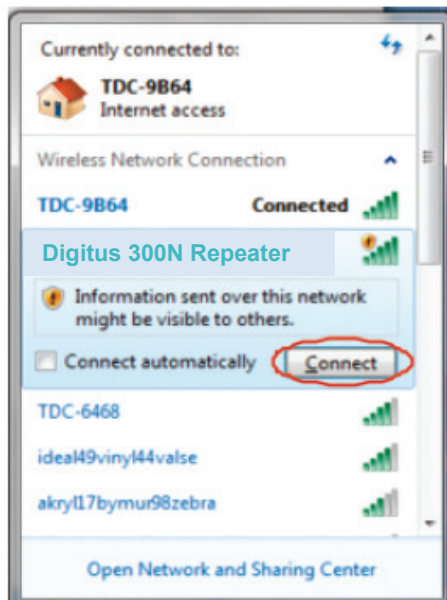 Currently connected to:
TDC-9B64
Internet access
Wireless Network Connection
TDC-9B64 Connected
Digitus 300N Repeater
Information sent over this network
might be visible to others.
Connect automatically Connect
TDC-6468
ideal49vinyl44valse
akryl17bymur98zebra
Open Network and Sharing Center